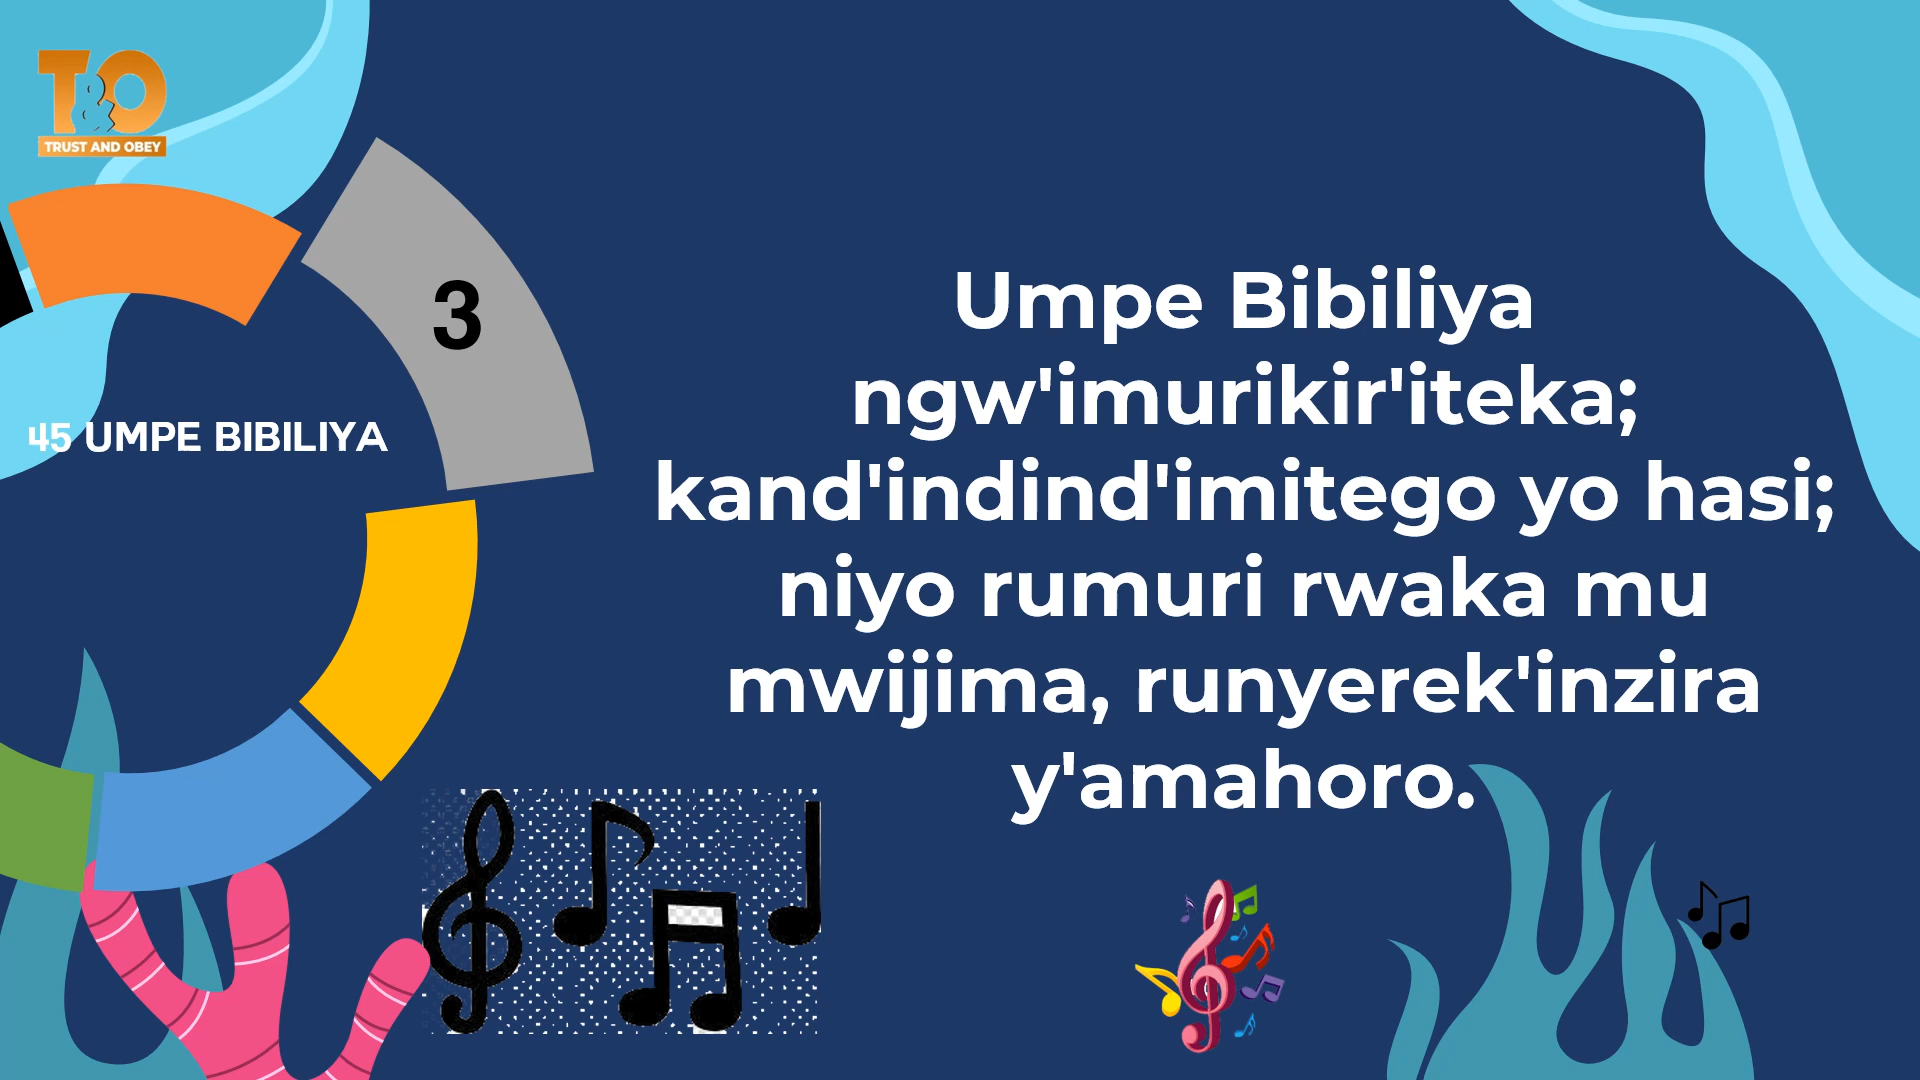 T&O
TRUST AND OBEY
3
45 UMPE BIBILIYA
Umpe Bibiliya
ngw'imurikir'iteka;
kand'indind'imitego yo hasi;
niyo rumuri rwaka mu
mwijima, runyerek'inzira
y'amahoro.